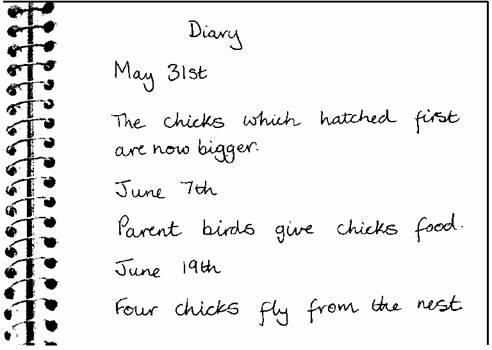 Diary
May 31st
The chicks which hatched first
are now bigger.
June 7th
Parent birds give chicks food.
June 19th
Four chicks fly from the nest